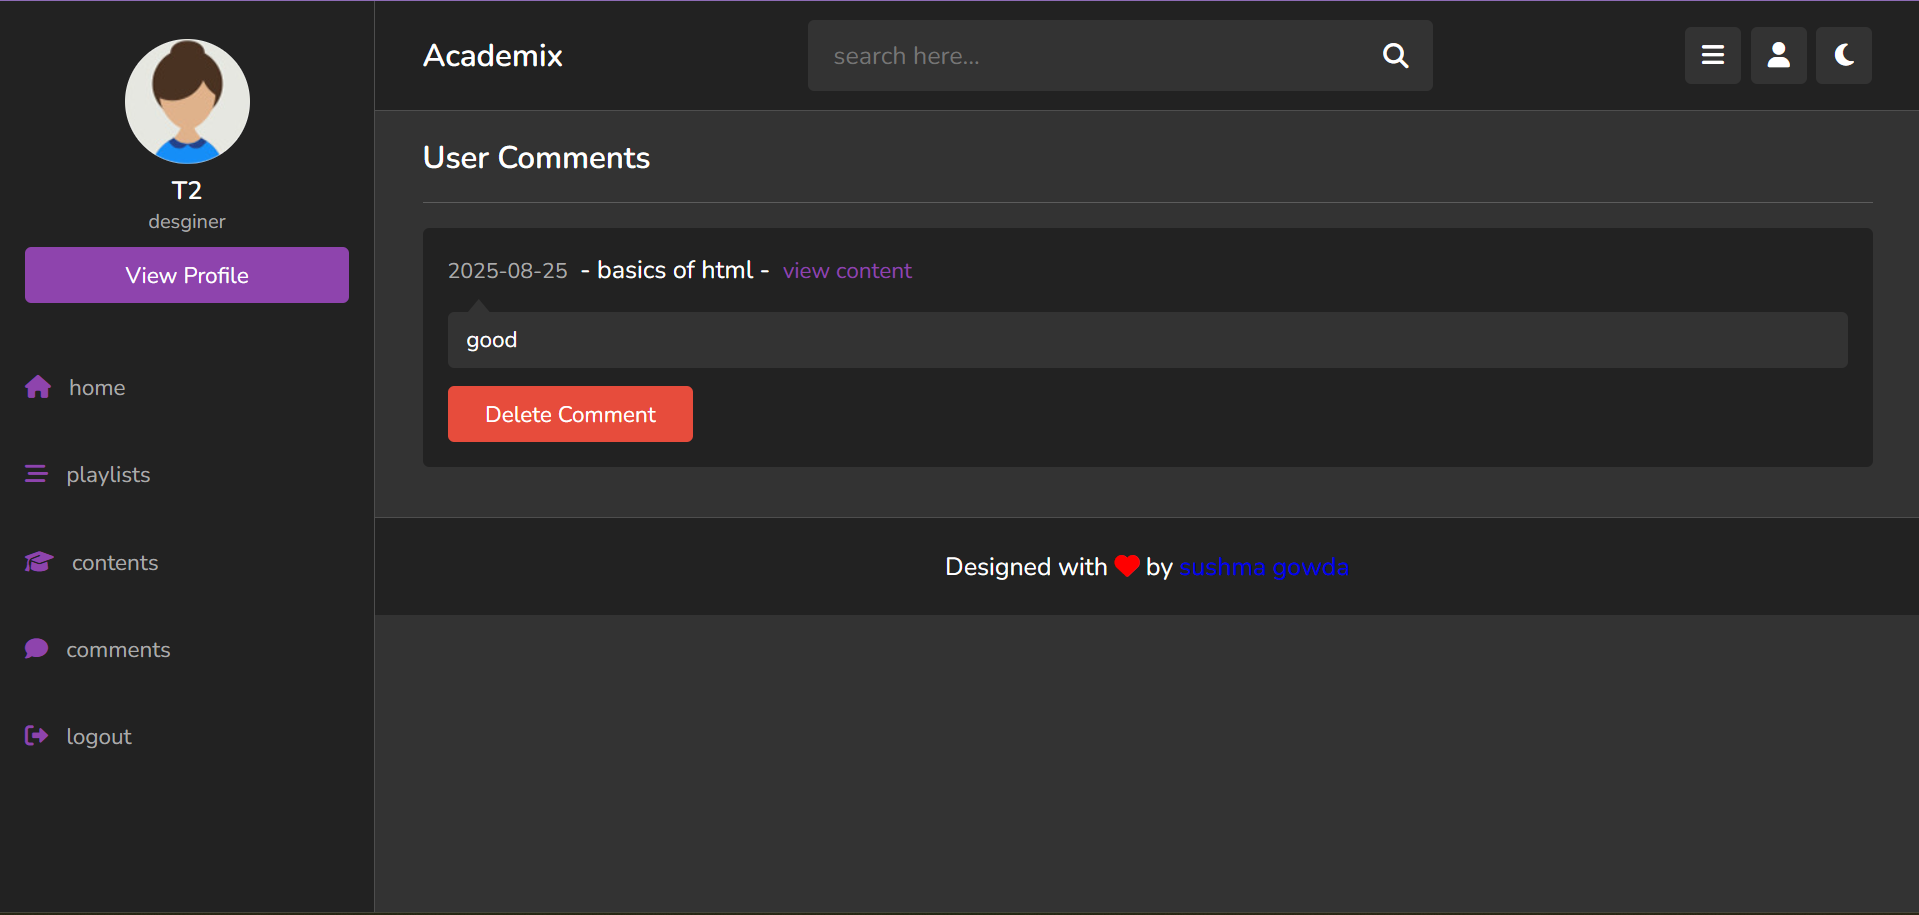 T2
desginer
View Profile
home
playlists
contents
comments
logout
Academix
search here...
User Comments
2025-08-25 - basics of html - view content
good
Delete Comment
Designed with ❤ by sushma gowda